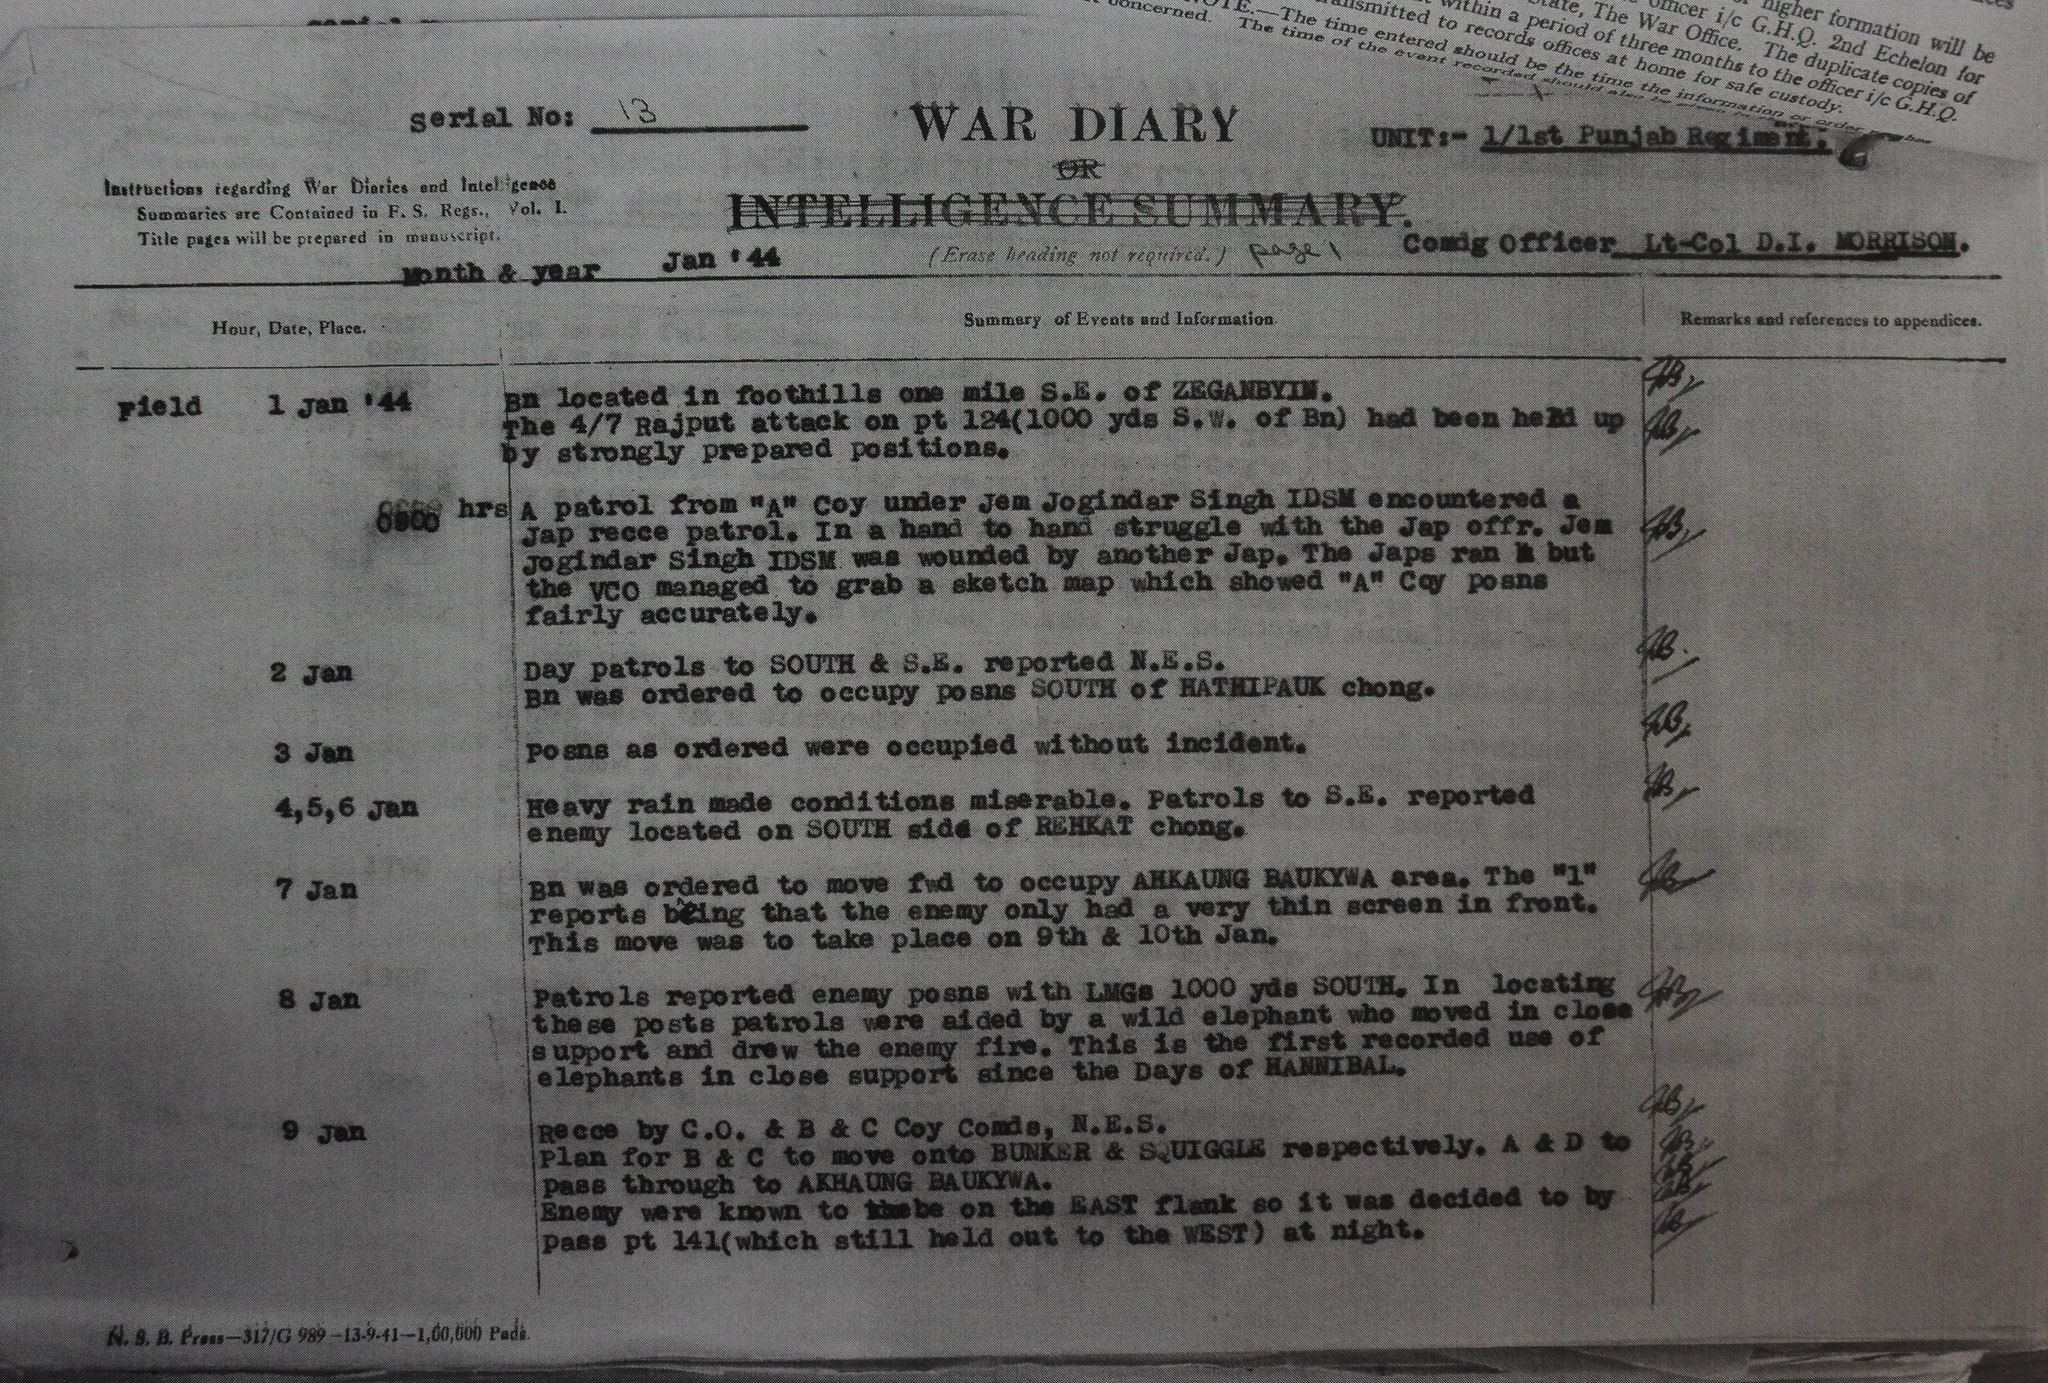 higher formation will be
Officer i/c G.H.Q. 2nd Echelon for
State, The War Office. The duplicate copies of
within a period of three months to the officer i/c G.H.Q.
transmitted to records offices at home for safe custody.
NOTE.—The time entered should be the time the information or order
concerned. The time of the event recorded should also be
Serial No: 13
WAR DIARY
OR
INTELLIGENCE SUMMARY.
(Erase heading not required.) page 1
UNIT:- 1/1st Punjab Regiment.
Instructions regarding War Diaries and Intelligence
Summaries are Contained in F. S. Regs., Vol. I.
Title pages will be prepared in manuscript.
Month & year Jan '44
Comdg Officer Lt-Col D.I. MORRISON.
Hour, Date, Place. Summary of Events and Information Remarks and references to appendices.
Field 1 Jan '44 Bn located in foothills one mile S.E. of ZEGANBYIN.
The 4/7 Rajput attack on pt 124(1000 yds S.W. of Bn) had been held up
by strongly prepared positions.
hrs A patrol from "A" Coy under Jem Jogindar Singh IDSM encountered a
Jap recce patrol. In a hand to hand struggle with the Jap offr. Jem
Jogindar Singh IDSM was wounded by another Jap. The Japs ran but
the VCO managed to grab a sketch map which showed "A" Coy posns
fairly accurately.
2 Jan Day patrols to SOUTH & S.E. reported N.E.S.
Bn was ordered to occupy posns SOUTH of HATHIPAUK chong.
3 Jan Posns as ordered were occupied without incident.
4,5,6 Jan Heavy rain made conditions miserable. Patrols to S.E. reported
enemy located on SOUTH side of REHKAT chong.
7 Jan Bn was ordered to move fwd to occupy AHKAUNG BAUKYWA area. The "1"
reports being that the enemy only had a very thin screen in front.
This move was to take place on 9th & 10th Jan.
8 Jan Patrols reported enemy posns with LMGs 1000 yds SOUTH. In locating
these posts patrols were aided by a wild elephant who moved in close
support and drew the enemy fire. This is the first recorded use of
elephants in close support since the Days of HANNIBAL.
9 Jan Recce by C.O. & B & C Coy Comds, N.E.S.
Plan for B & C to move onto BUNKER & SQUIGGLE respectively. A & D to
pass through to AKHAUNG BAUKYWA.
Enemy were known to be on the EAST flank so it was decided to by
pass pt 141(which still held out to the WEST) at night.
N. S. B. Press—317/G 989—13-9-41—1,00,000 Pads.